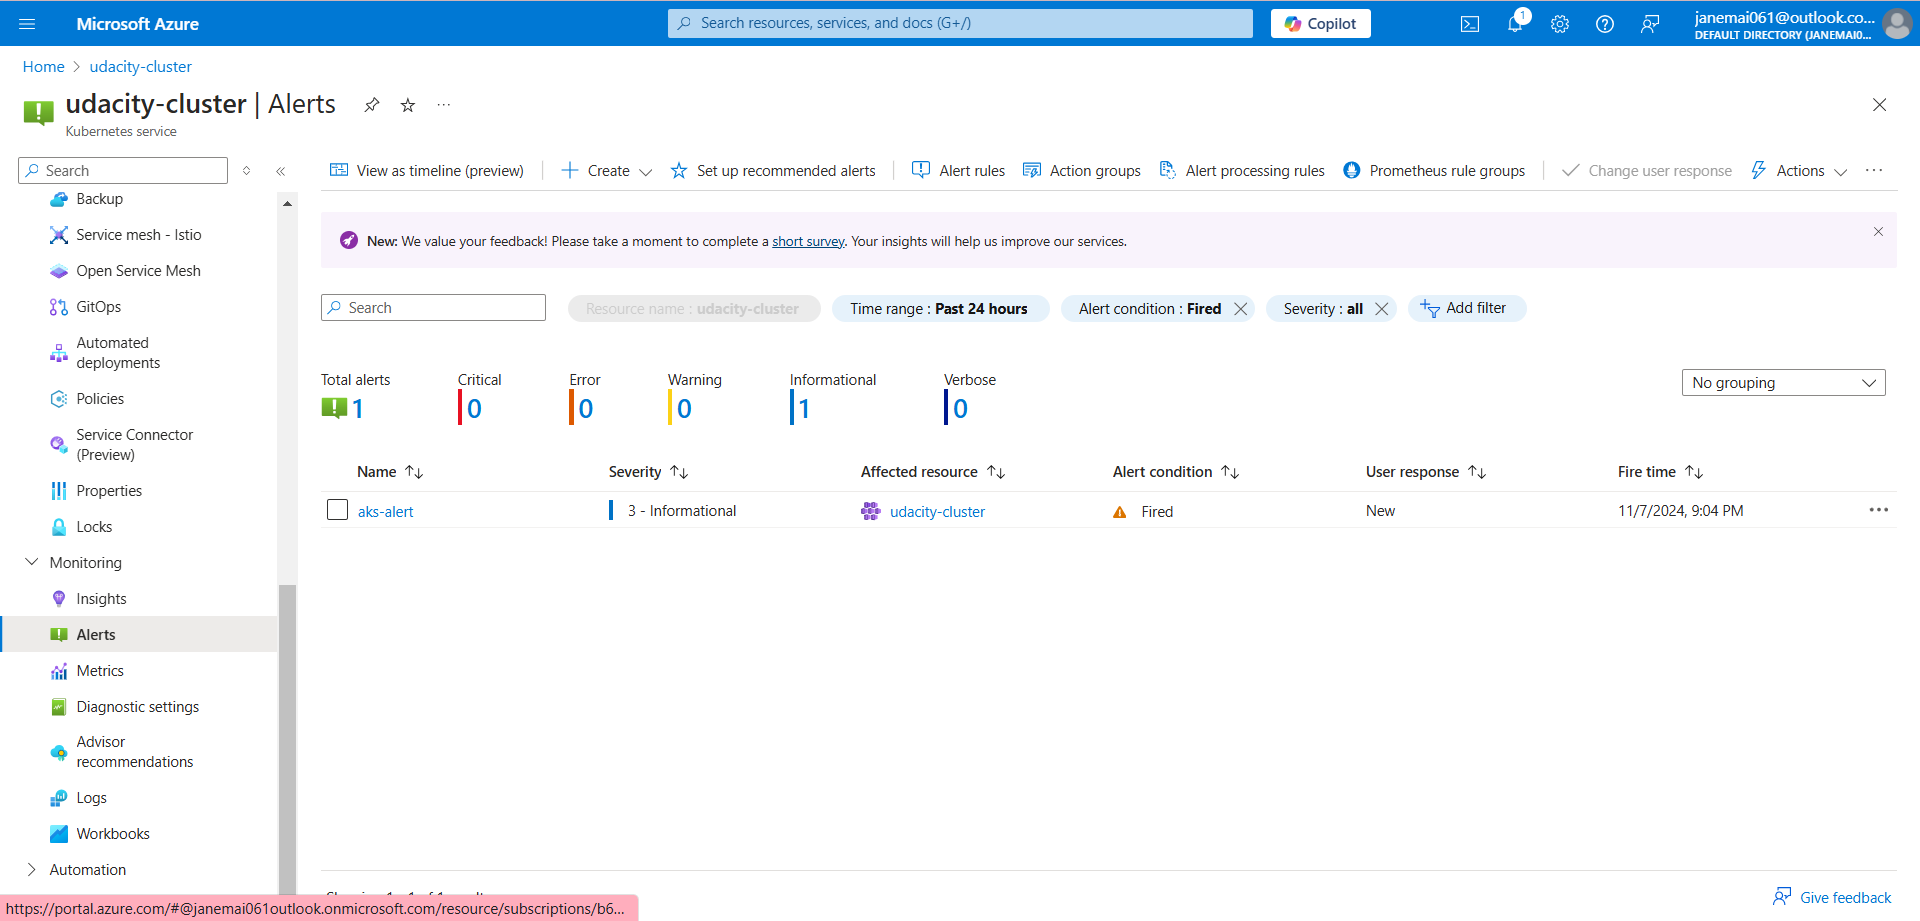 Microsoft Azure
Search resources, services, and docs (G+/)
Copilot
1
janemai061@outlook.co...
DEFAULT DIRECTORY (JANEMAI0...
Home > udacity-cluster
udacity-cluster | Alerts
...
Kubernetes service
Search
Backup
Service mesh - Istio
Open Service Mesh
GitOps
Automated
deployments
Policies
Service Connector
(Preview)
Properties
Locks
Monitoring
Insights
Alerts
Metrics
Diagnostic settings
Advisor
recommendations
Logs
Workbooks
Automation
View as timeline (preview)
Create
Set up recommended alerts
Alert rules
Action groups
Alert processing rules
Prometheus rule groups
Change user response
Actions
...
New: We value your feedback! Please take a moment to complete a short survey. Your insights will help us improve our services.
Search
Resource name : udacity-cluster
Time range : Past 24 hours
Alert condition : Fired
Severity : all
Add filter
Total alerts
1
Critical
0
Error
0
Warning
0
Informational
1
Verbose
0
No grouping
Name
Severity
Affected resource
Alert condition
User response
Fire time
aks-alert
3 - Informational
udacity-cluster
Fired
New
11/7/2024, 9:04 PM
...
Give feedback
https://portal.azure.com/#@janemai061outlook.onmicrosoft.com/resource/subscriptions/b6...